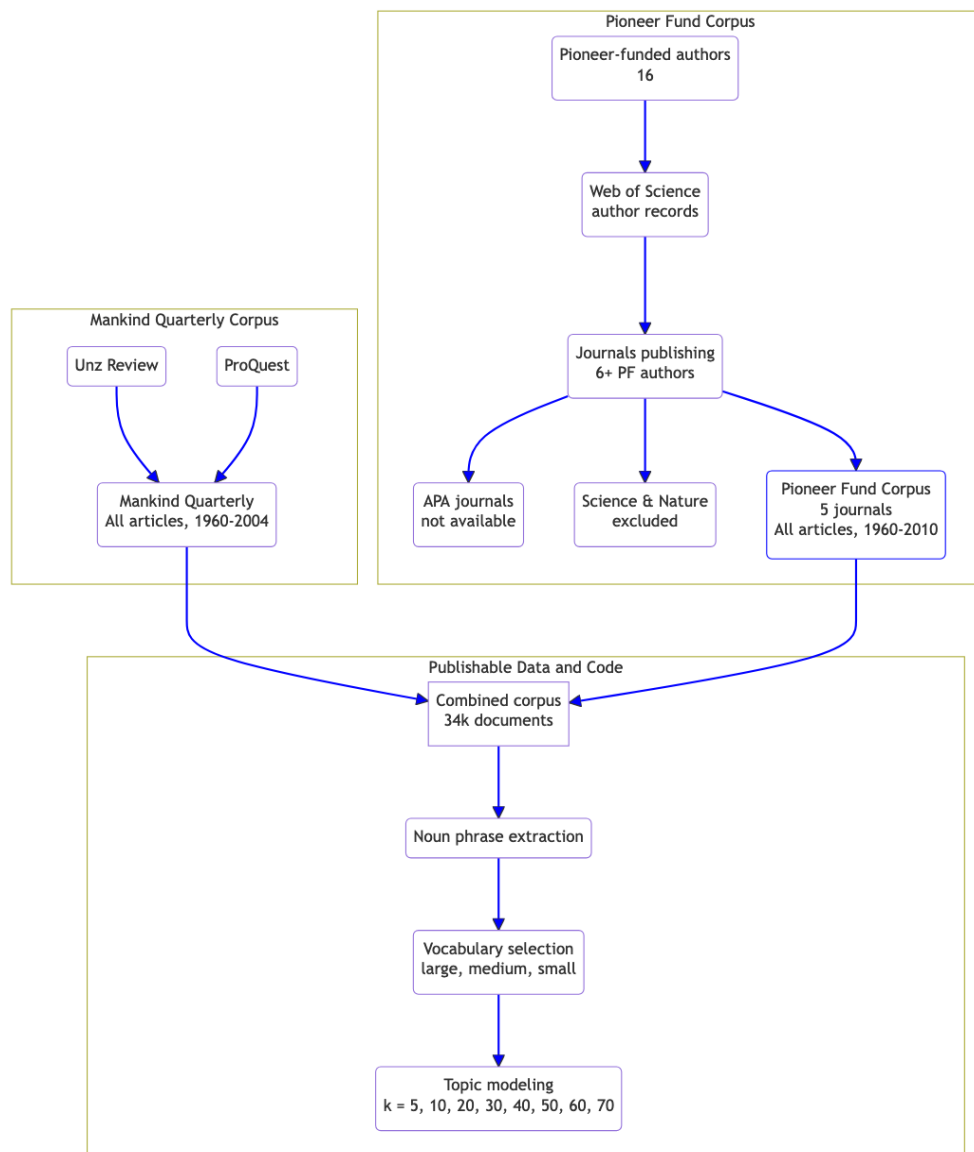 Pioneer Fund Corpus
Pioneer-funded authors
16
Web of Science
author records
Journals publishing
6+ PF authors
APA journals
not available
Science & Nature
excluded
Pioneer Fund Corpus
5 journals
All articles, 1960-2010
Mankind Quarterly Corpus
Unz Review
ProQuest
Mankind Quarterly
All articles, 1960-2004
Publishable Data and Code
Combined corpus
34k documents
Noun phrase extraction
Vocabulary selection
large, medium, small
Topic modeling
k = 5, 10, 20, 30, 40, 50, 60, 70